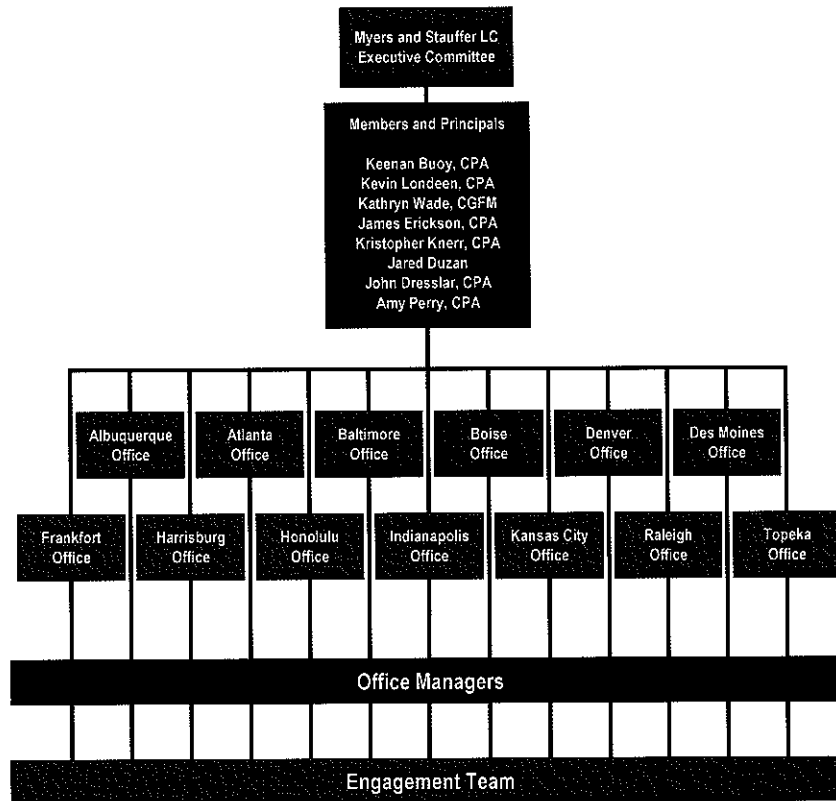 Myers and Stauffer LC
Executive Committee
Members and Principals
Keenan Buoy, CPA
Kevin Londeen, CPA
Kathryn Wade, CGFM
James Erickson, CPA
Kristopher Knerr, CPA
Jared Duzan
John Dresslar, CPA
Amy Perry, CPA
Albuquerque
Office
Atlanta
Office
Baltimore
Office
Boise
Office
Denver
Office
Des Moines
Office
Frankfort
Office
Harrisburg
Office
Honolulu
Office
Indianapolis
Office
Kansas City
Office
Raleigh
Office
Topeka
Office
Office Managers
Engagement Team